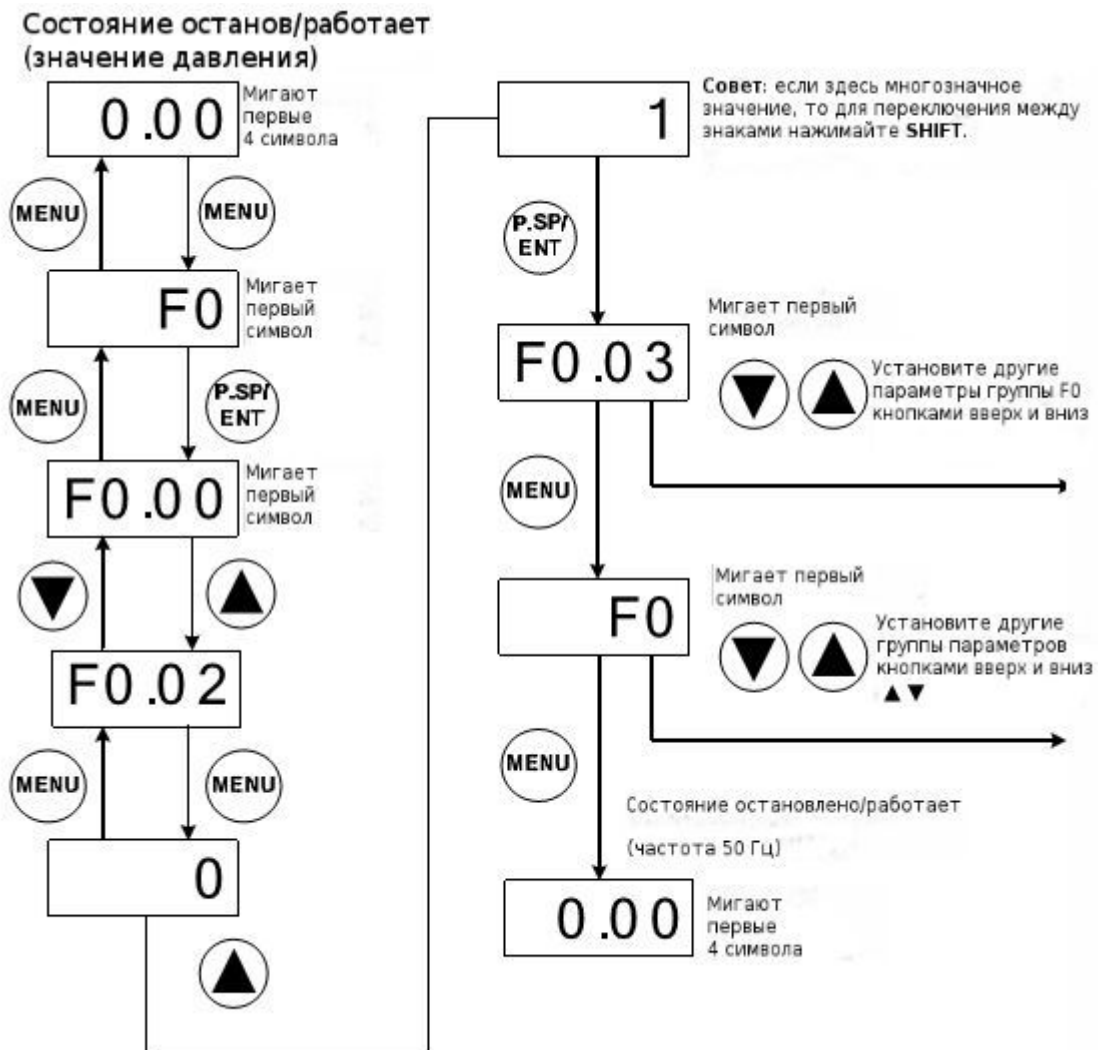 Состояние останов/работает
(значение давления)
0.00
Мигают
первые
4 символа
MENU
MENU
F0
Мигает
первый
символ
MENU
P.SP/
ENT
F0.00
Мигает
первый
символ
F0.02
MENU
MENU
0
1
Совет: если здесь многозначное
значение, то для переключения между
знаками нажимайте SHIFT.
P.SP/
ENT
F0.03
Мигает первый
символ
Установите другие
параметры группы F0
кнопками вверх и вниз
MENU
F0
Мигает первый
символ
Установите другие
группы параметров
кнопками вверх и вниз
▲▼
MENU
Состояние остановлено/работает
(частота 50 Гц)
0.00
Мигают
первые
4 символа